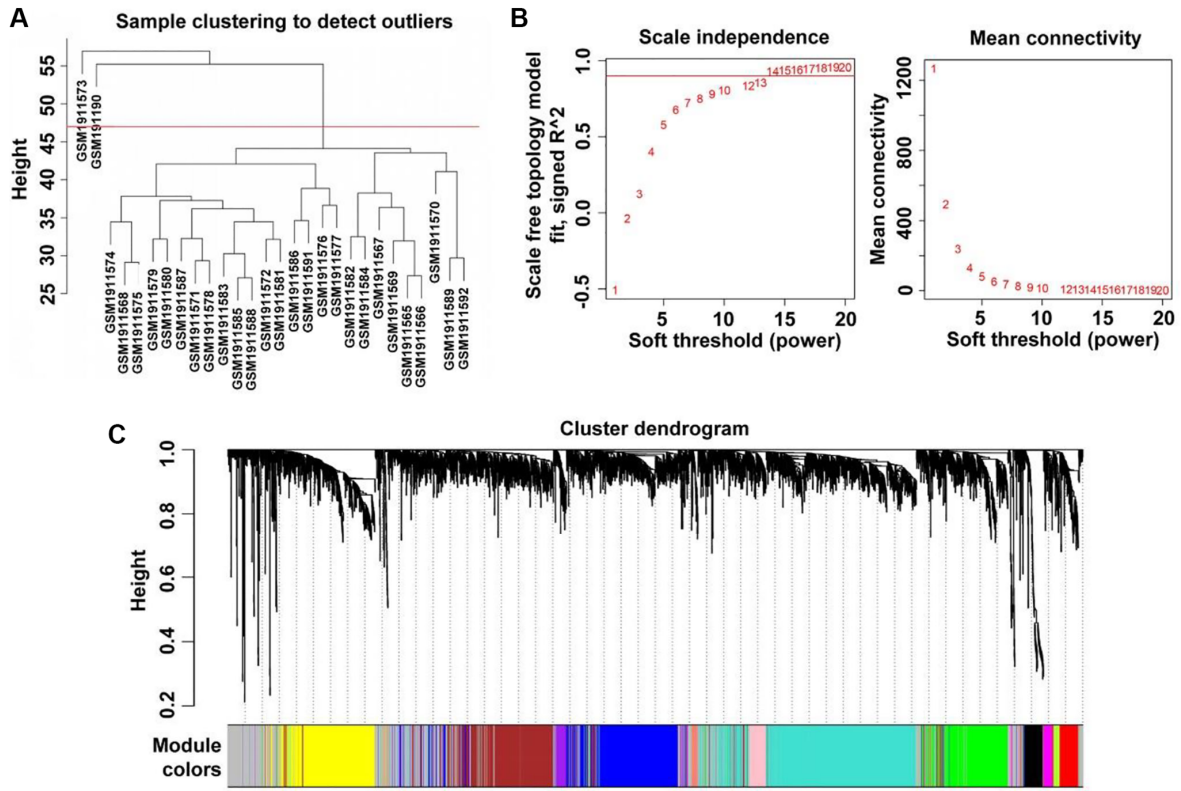 A
Sample clustering to detect outliers
Height
55
50
45
40
35
30
25
GSM1911573
GSM191190
GSM1911574
GSM1911568
GSM1911575
GSM1911579
GSM1911580
GSM1911587
GSM1911571
GSM1911578
GSM1911583
GSM1911585
GSM1911588
GSM1911572
GSM1911581
GSM1911586
GSM1911591
GSM1911576
GSM1911577
GSM1911582
GSM1911584
GSM1911567
GSM1911569
GSM1911565
GSM1911566
GSM1911570
GSM1911589
GSM1911592
B
Scale independence
Scale free topology model
fit, signed R^2
1.0
0.5
0.0
-0.5
1
2
3
4
5
6
7
8
9
10
12
13
14151617181920
5
10
15
20
Soft threshold (power)
Mean connectivity
Mean connectivity
1200
800
400
0
1
2
3
4
5
6
7
8
9
10
121314151617181920
5
10
15
20
Soft threshold (power)
C
Cluster dendrogram
Height
1.0
0.8
0.6
0.4
0.2
Module
colors